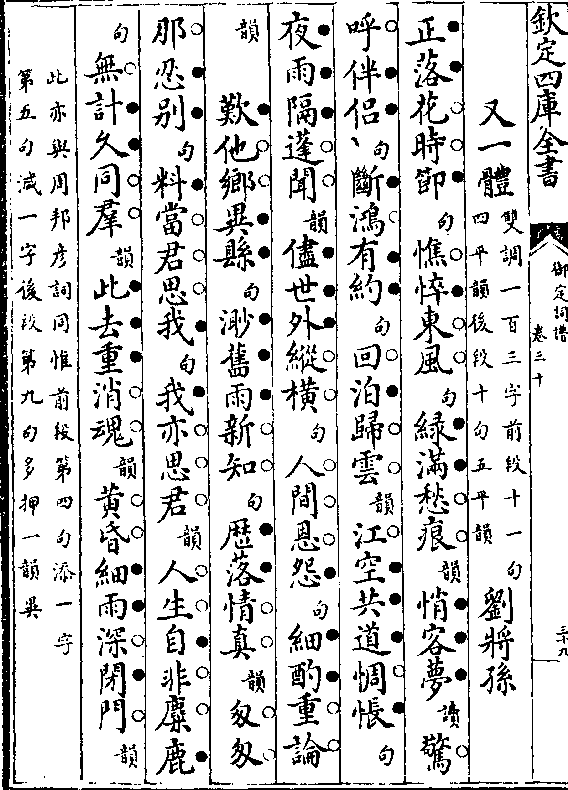 欽定四庫全書
御定詞譜
卷三十
又一體
雙調一百三字前段十一句
四平韻後段十句五平韻
劉將孫
正落花時節句憔悴東風句綠滿愁痕韻悄客夢讀驚
呼伴侶、句斷鴻有約句回泊歸雲韻江空共道惆悵句
夜雨隔蓬聞韻儘世外縱橫句人間恩怨句細酌重論
韻歎他鄉異縣句渺舊雨新知句歷落情真韻匆匆
那忍别句料當君思我句我亦思君韻人生自非麋鹿
句無計久同羣韻此去重消魂韻黄昏細雨深閉門韻
此亦與周邦彦詞同惟前段第四句添一字
第五句減一字後段第九句多押一韻異